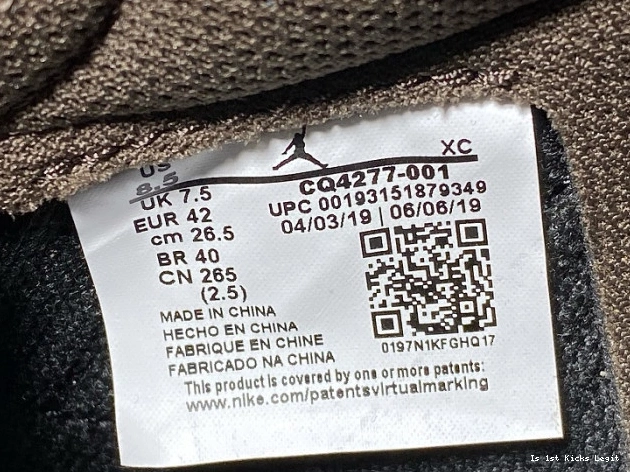 US
8.5
UK 7.5
EUR 42
cm 26.5
BR 40
CN 265
(2.5)
XC
CQ4277-001
UPC 00193151879349
04/03/19 | 06/06/19
0197N1KFGHQ17
MADE IN CHINA
HECHO EN CHINA
FABRIQUE EN CHINE
FABRICADO NA CHINA
This product is covered by one or more patents:
www.nike.com/patentsvirtualmarking
Is 1st Kicks Legit